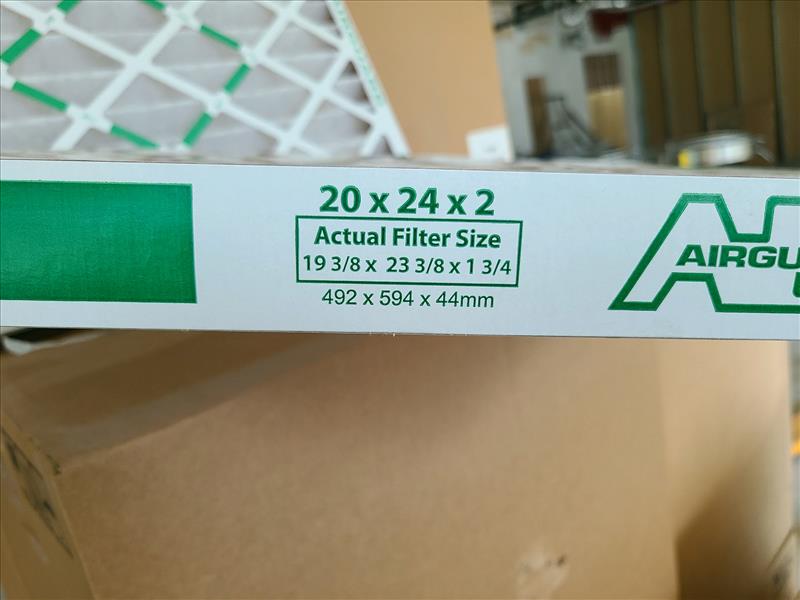 20 x 24 x 2
Actual Filter Size
19 3/8 x 23 3/8 x 1 3/4
492 x 594 x 44mm
AIRGU